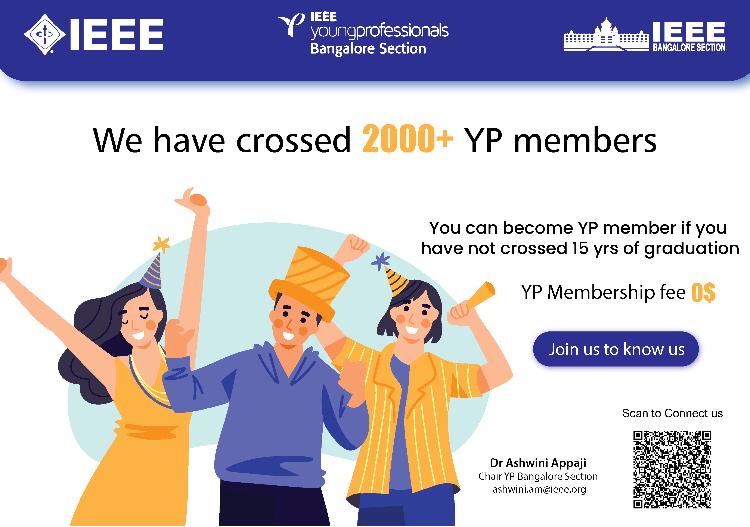 IEEE
IEEE
youngprofessionals
Bangalore Section
IEEE
BANGALORE SECTION
We have crossed 2000+ YP members
You can become YP member if you
have not crossed 15 yrs of graduation
YP Membership fee 0$
Join us to know us
Scan to Connect us
Dr Ashwini Appaji
Chair YP Bangalore Section
ashwini.am@ieee.org